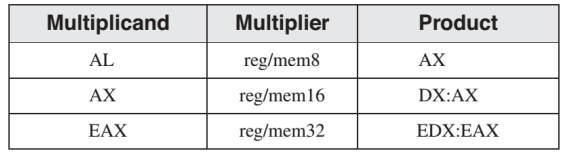 Multiplicand Multiplier Product
AL reg/mem8 AX
AX reg/mem16 DX:AX
EAX reg/mem32 EDX:EAX